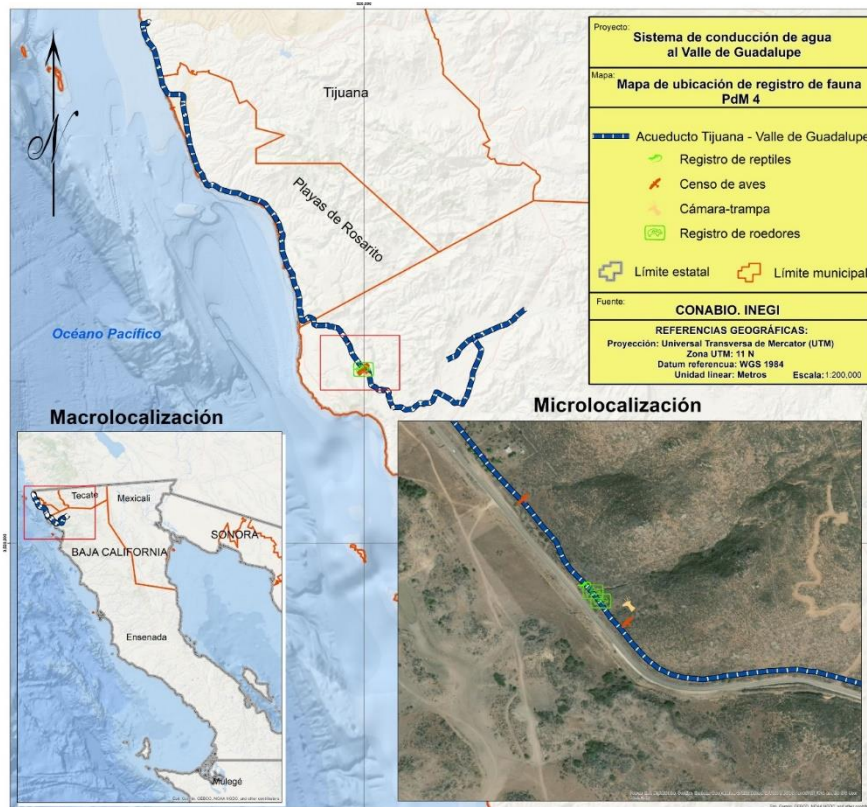 Proyecto:
Sistema de conducción de agua
al Valle de Guadalupe
Mapa:
Mapa de ubicación de registro de fauna
PdM 4
Acueducto Tijuana - Valle de Guadalupe
Registro de reptiles
Censo de aves
Cámara-trampa
Registro de roedores
Límite estatal
Límite municipal
Fuente:
CONABIO. INEGI
REFERENCIAS GEOGRÁFICAS:
Proyección: Universal Transversa de Mercator (UTM)
Zona UTM: 11 N
Datum referencua: WGS 1984
Unidad linear: Metros
Escala:1:200,000
N
Tijuana
Playas de Rosarito
Océano Pacífico
Macrolocalización
Microlocalización
Tecate
Mexicali
SONORA
BAJA CALIFORNIA
Ensenada
Mulegé